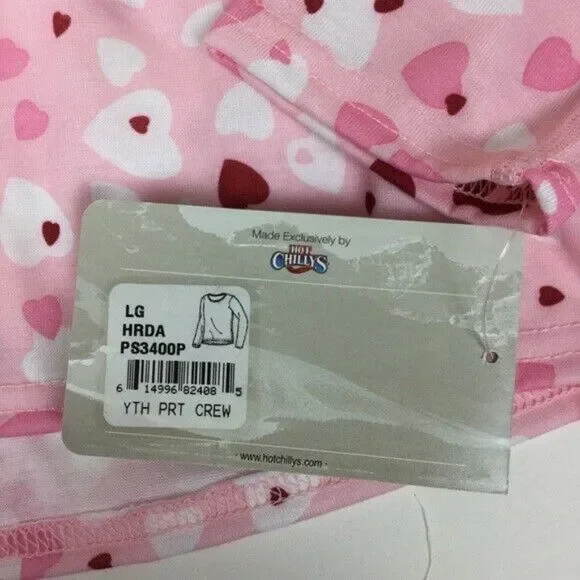 Made Exclusively by
HOT
CHILLYS
LG
HRDA
PS3400P
6 14996 82408 5
YTH PRT CREW
· www.hotchillys.com ·